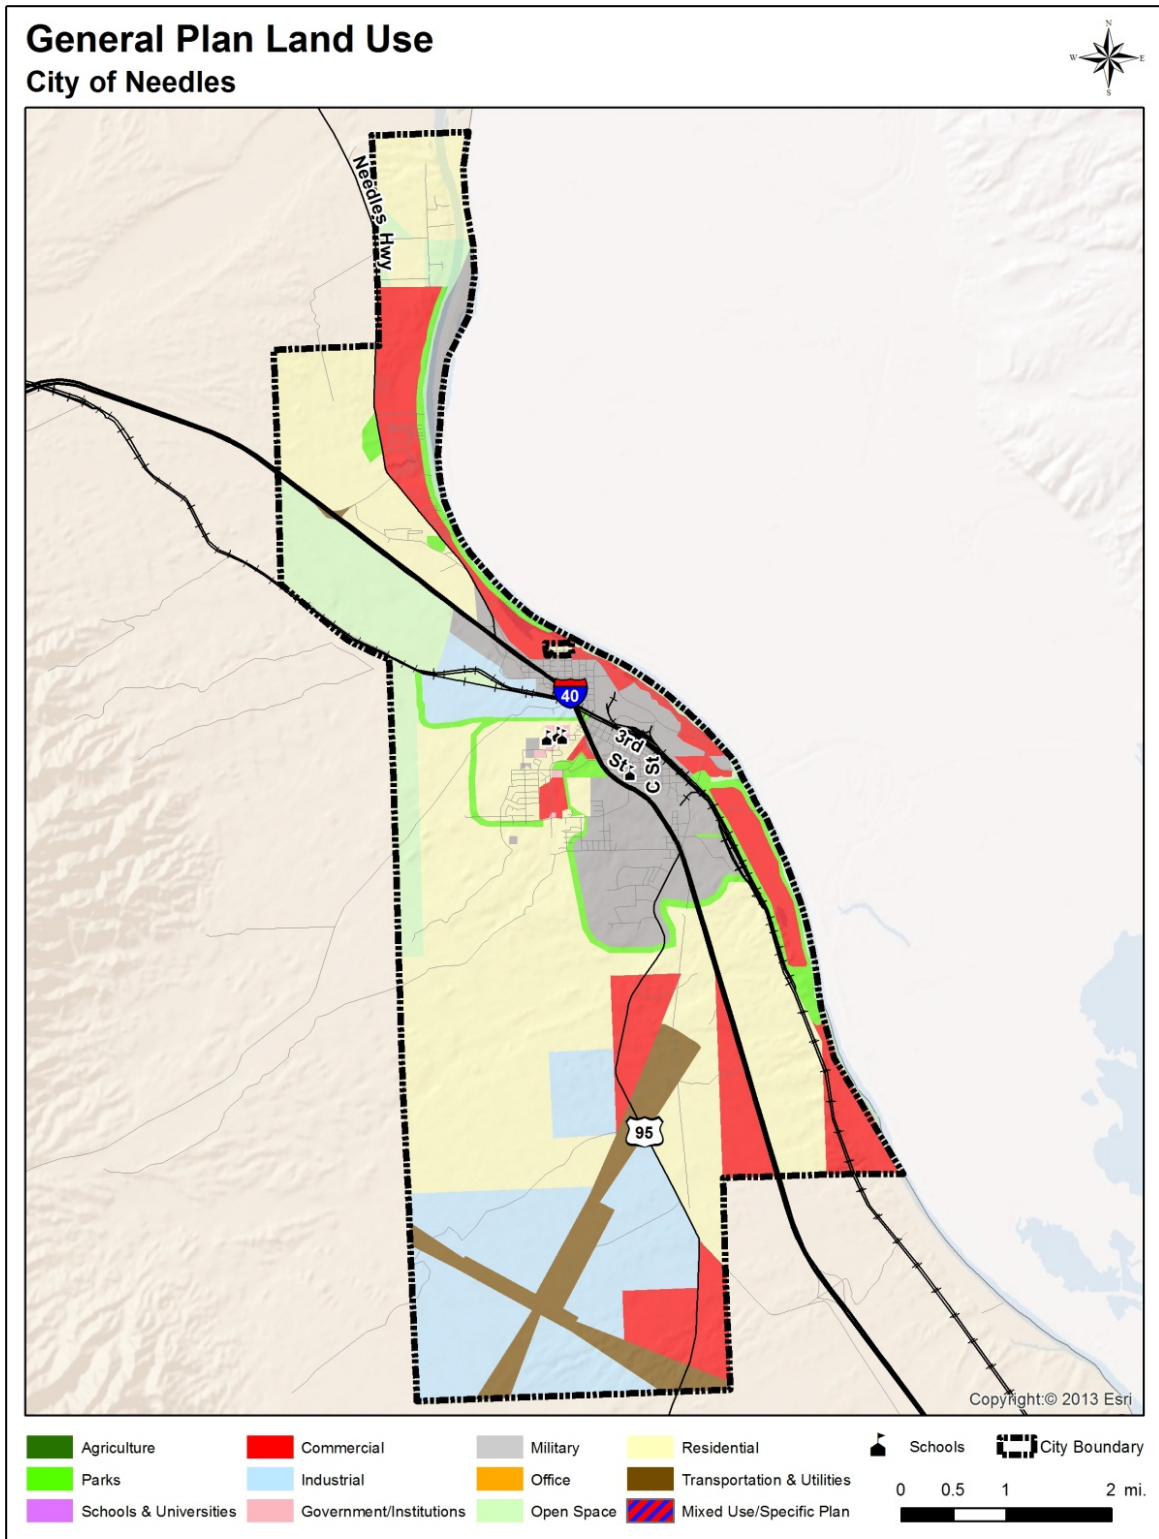 General Plan Land Use
City of Needles
N
W E
S
Needles Hwy
40
3rd St
C St
95
Copyright:© 2013 Esri
Agriculture
Commercial
Military
Residential
Schools
City Boundary
Parks
Industrial
Office
Transportation & Utilities
0 0.5 1 2 mi.
Schools & Universities
Government/Institutions
Open Space
Mixed Use/Specific Plan